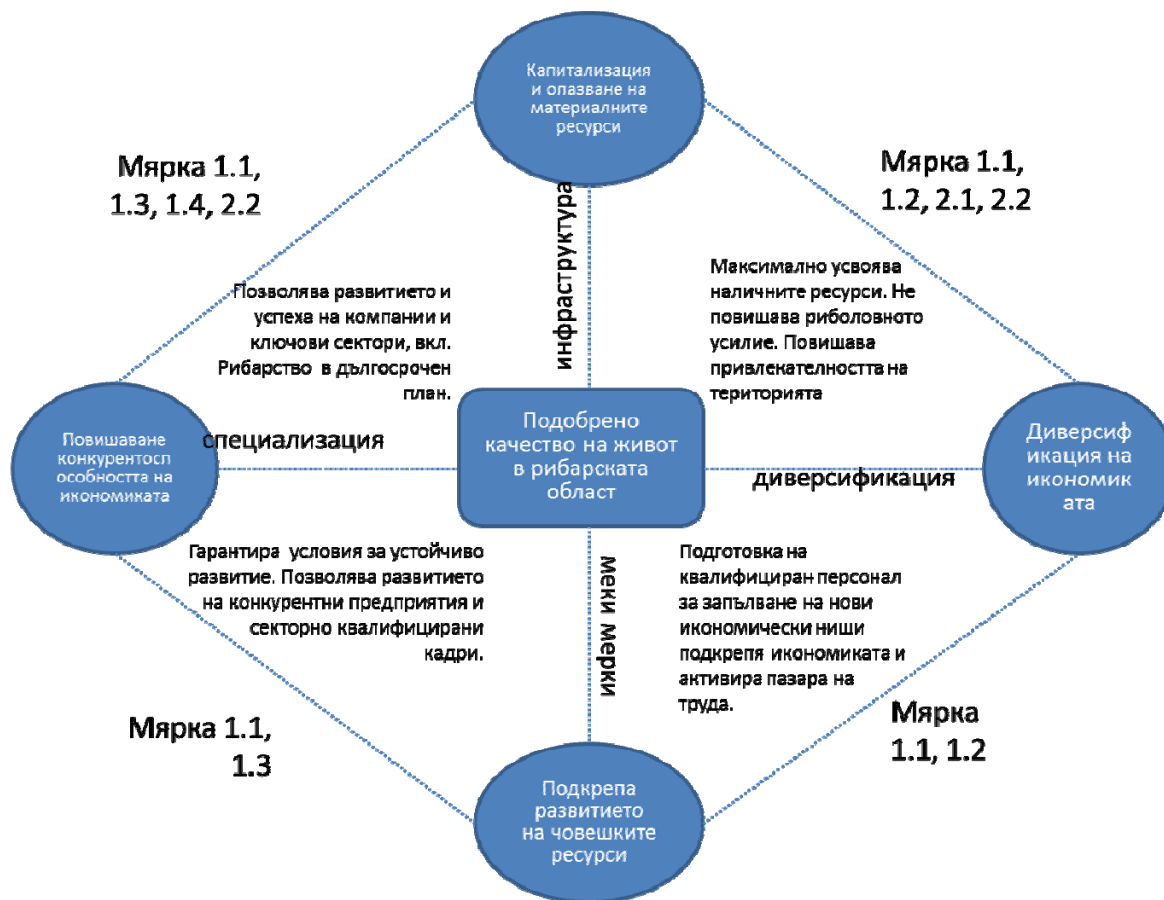 Капитализация
и опазване на
материалните
ресурси
Мярка 1.1,
1.3, 1.4, 2.2
Мярка 1.1,
1.2, 2.1, 2.2
инфраструктура
Позволява развитието и
успеха на компании и
ключови сектори, вкл.
Рибарство в дългосрочен
план.
Максимално усвоява
наличните ресурси. Не
повишава риболовното
усилие. Повишава
привлекателността на
територията
Повишаване
конкурентосп
особността на
икономиката
специализация
Подобрено
качество на живот
в рибарската
област
диверсификация
Диверсиф
икация на
икономик
ата
Гарантира условия за устойчиво
развитие. Позволява развитието
на конкурентни предприятия и
секторно квалифицирани
кадри.
меки мерки
Подготовка на
квалифициран персонал
за запълване на нови
икономически ниши
подкрепя икономиката и
активира пазара на
труда.
Мярка 1.1,
1.3
Мярка
1.1, 1.2
Подкрепа
развитието
на човешките
ресурси